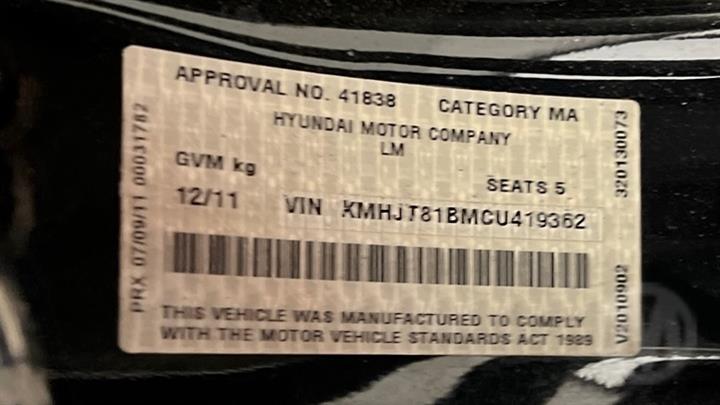 APPROVAL NO. 41838 CATEGORY MA
HYUNDAI MOTOR COMPANY
LM
GVM kg
SEATS 5
12/11 VIN KMHJT81BMCU419362
THIS VEHICLE WAS MANUFACTURED TO COMPLY
WITH THE MOTOR VEHICLE STANDARDS ACT 1989
PRX 07/09/11 00031782
V2010902 320130073